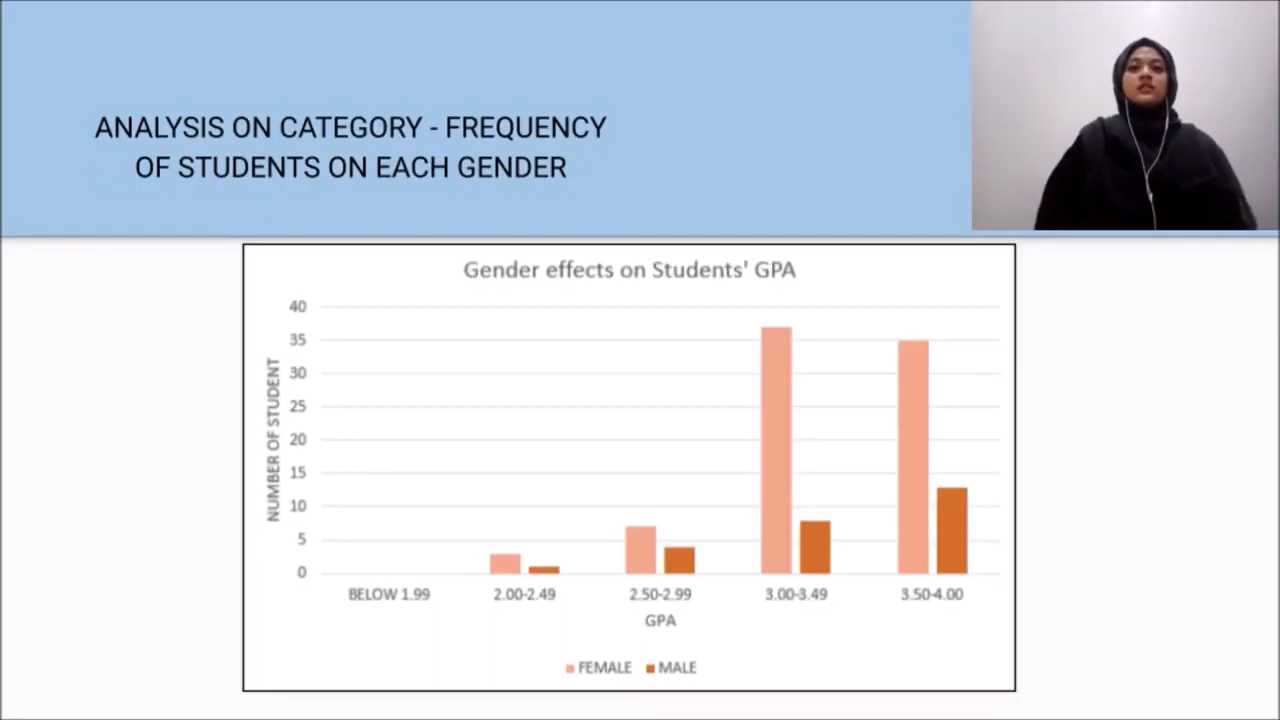 ANALYSIS ON CATEGORY - FREQUENCY
OF STUDENTS ON EACH GENDER
Gender effects on Students' GPA
NUMBER OF STUDENT
40
35
30
25
20
15
10
5
0
BELOW 1.99 2.00-2.49 2.50-2.99 3.00-3.49 3.50-4.00
GPA
FEMALE MALE